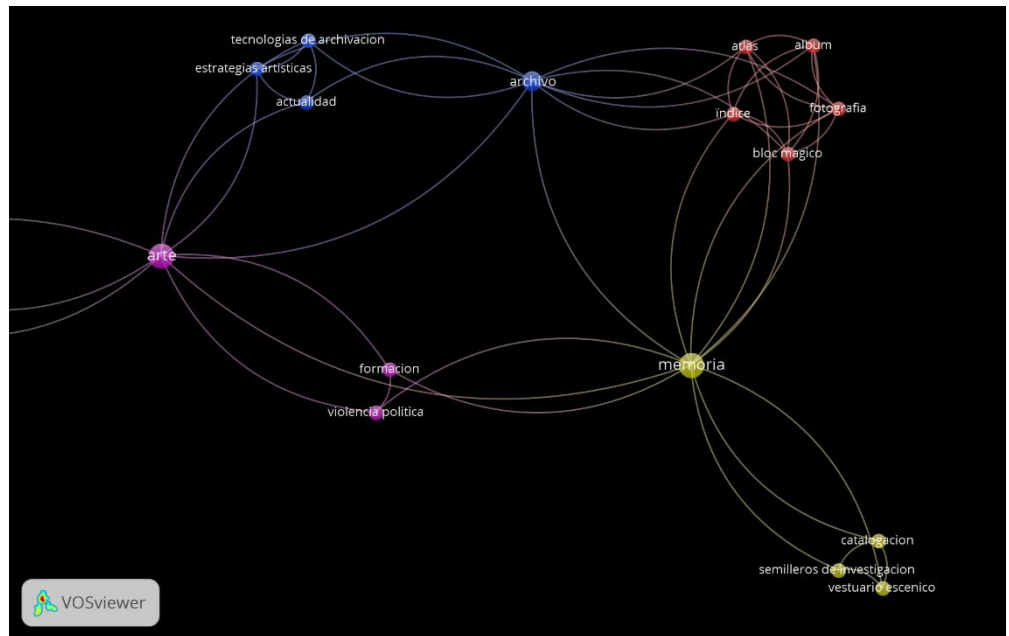 tecnologias de archivacion
estrategias artisticas
actualidad
archivo
atlas
album
ïndice
fotografia
bloc magico
arte
formacion
violencia politica
memoria
catalogacion
semilleros de investigacion
vestuario escenico
VOSviewer